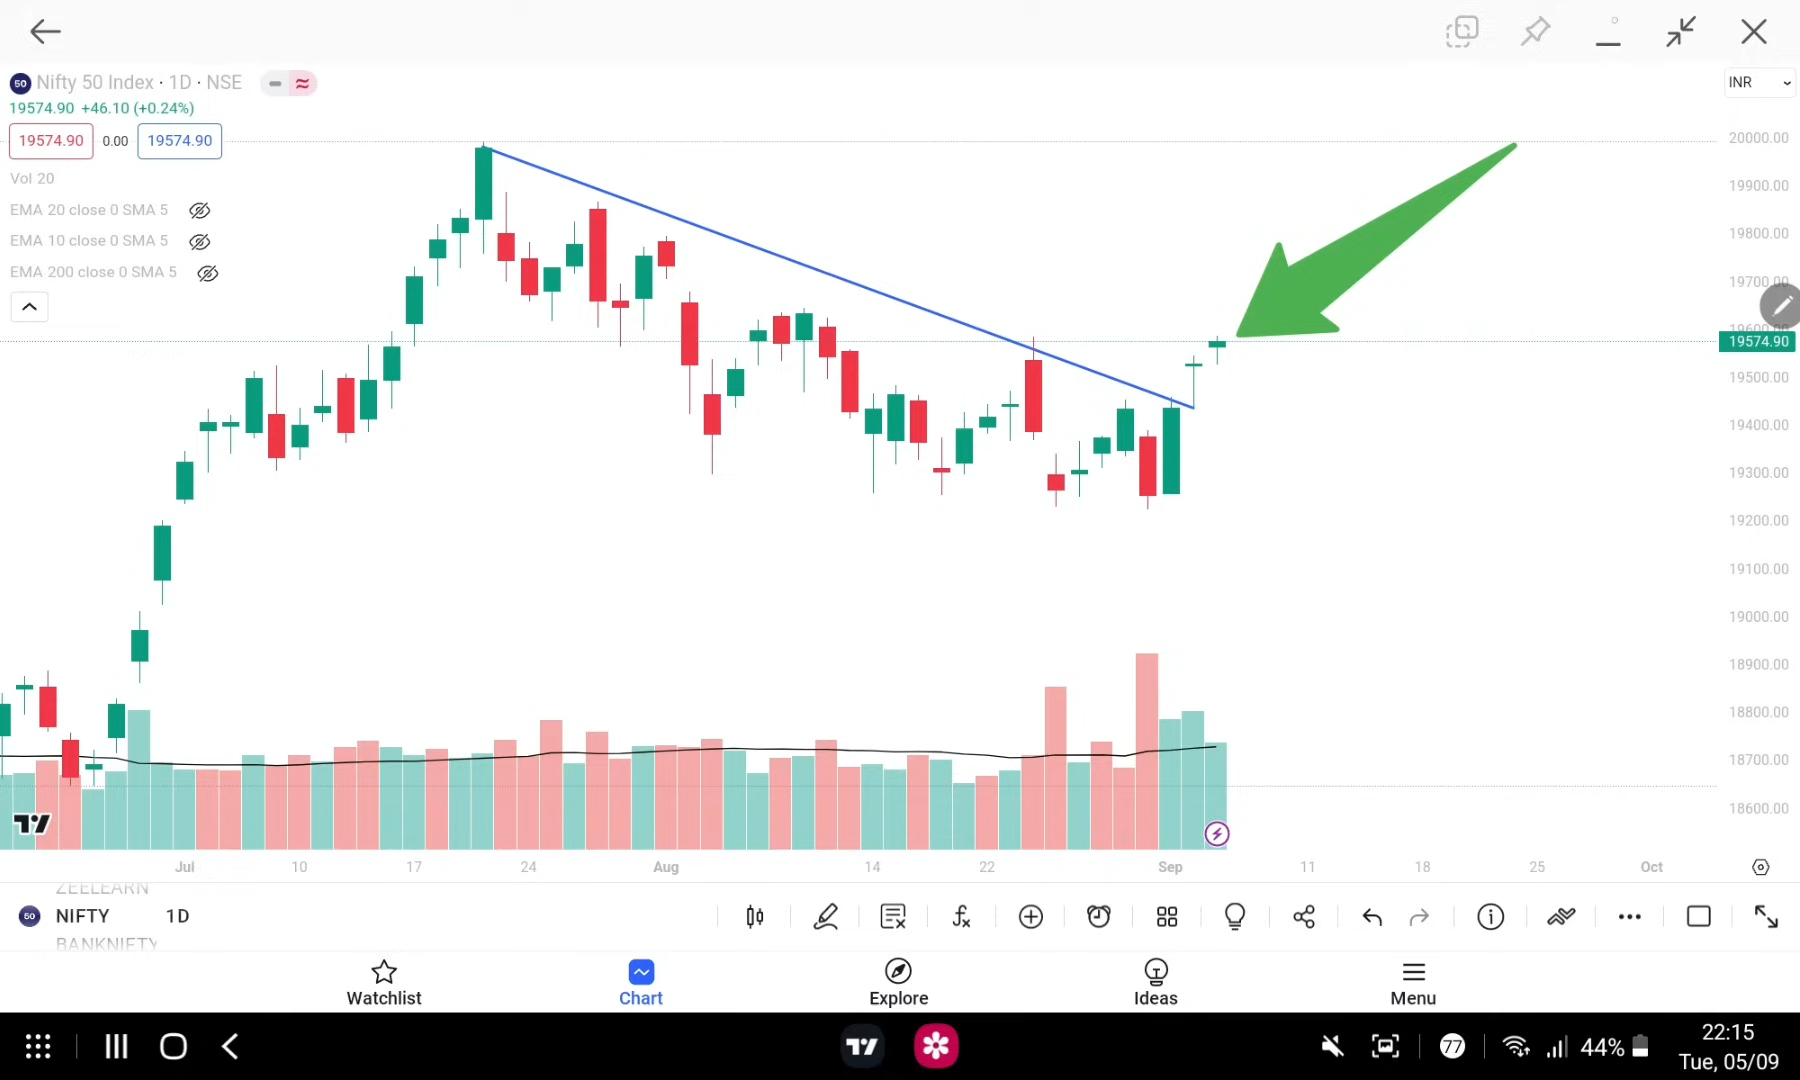 50 Nifty 50 Index · 1D · NSE
INR
19574.90 +46.10 (+0.24%)
19574.90 0.00 19574.90
Vol 20
EMA 20 close 0 SMA 5
EMA 10 close 0 SMA 5
EMA 200 close 0 SMA 5
20000.00
19900.00
19800.00
19700.00
19600.00
19574.90
19500.00
19400.00
19300.00
19200.00
19100.00
19000.00
18900.00
18800.00
18700.00
18600.00
Jul 10 17 24 Aug 14 22 Sep 11 18 25 Oct
ZEELEARN
50 NIFTY 1D
BANKNIFTY
Watchlist Chart Explore Ideas Menu
77 44% 22:15
Tue, 05/09